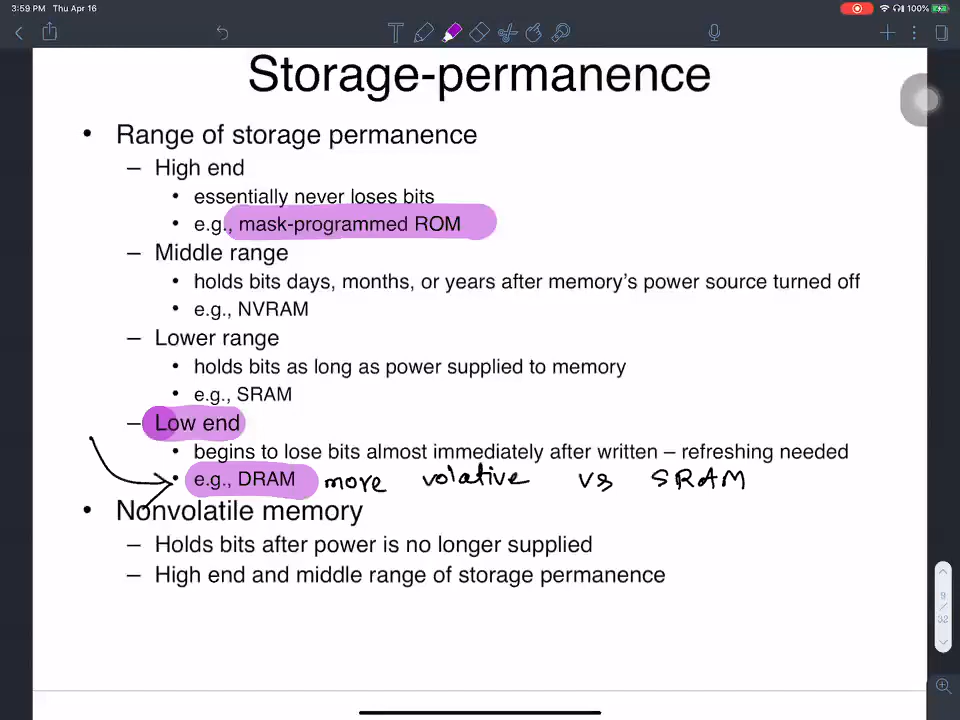 3:59 PM Thu Apr 16
100%
Storage-permanence
• Range of storage permanence
– High end
• essentially never loses bits
• e.g., mask-programmed ROM
– Middle range
• holds bits days, months, or years after memory's power source turned off
• e.g., NVRAM
– Lower range
• holds bits as long as power supplied to memory
• e.g., SRAM
– Low end
• begins to lose bits almost immediately after written – refreshing needed
• e.g., DRAM more volative vs SRAM
• Nonvolatile memory
– Holds bits after power is no longer supplied
– High end and middle range of storage permanence
9
/
32